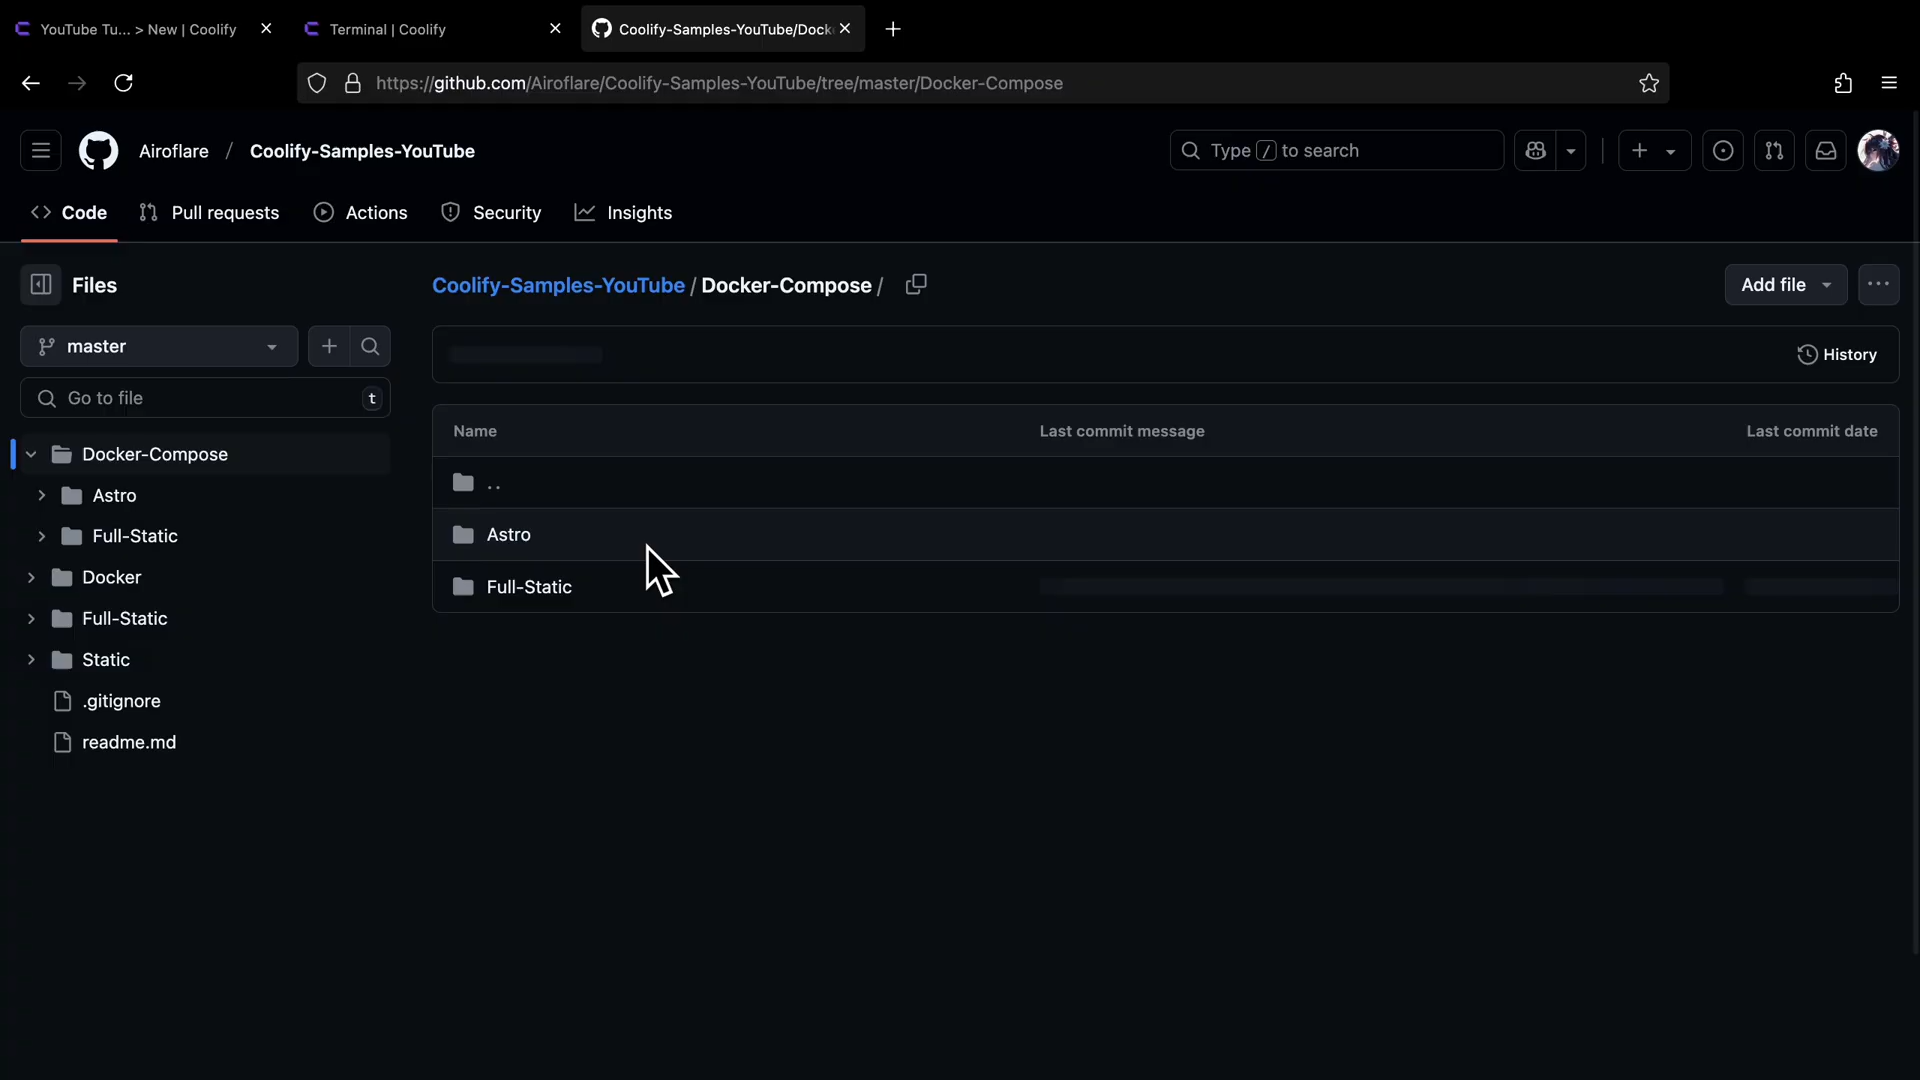 YouTube Tu... > New | Coolify
Terminal | Coolify
Coolify-Samples-YouTube/Dock
https://github.com/Airoflare/Coolify-Samples-YouTube/tree/master/Docker-Compose
Airoflare / Coolify-Samples-YouTube
Type / to search
Code
Pull requests
Actions
Security
Insights
Files
Coolify-Samples-YouTube / Docker-Compose /
Add file
master
History
Go to file
t
Name
Last commit message
Last commit date
Docker-Compose
Astro
Full-Static
Docker
Full-Static
Static
.gitignore
readme.md
..
Astro
Full-Static